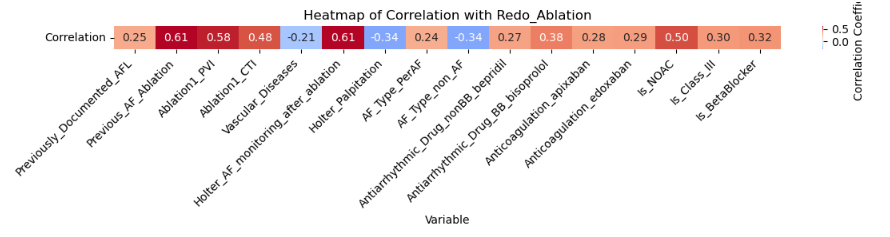 Heatmap of Correlation with Redo_Ablation
Correlation
0.25 0.61 0.58 0.48 -0.21 0.61 -0.34 0.24 -0.34 0.27 0.38 0.28 0.29 0.50 0.30 0.32
Previously_Documented_AFL
Previous_AF_Ablation
Ablation1_PVI
Ablation1_CTI
Vascular_Diseases
Holter_AF_monitoring_after_ablation
Holter_Palpitation
AF_Type_PerAF
AF_Type_non_AF
Antiarrhythmic_Drug_nonBB_bepridil
Antiarrhythmic_Drug_BB_bisoprolol
Anticoagulation_apixaban
Anticoagulation_edoxaban
Is_NOAC
Is_Class_III
Is_BetaBlocker
Variable
0.5
0.0
Correlation Coeffi